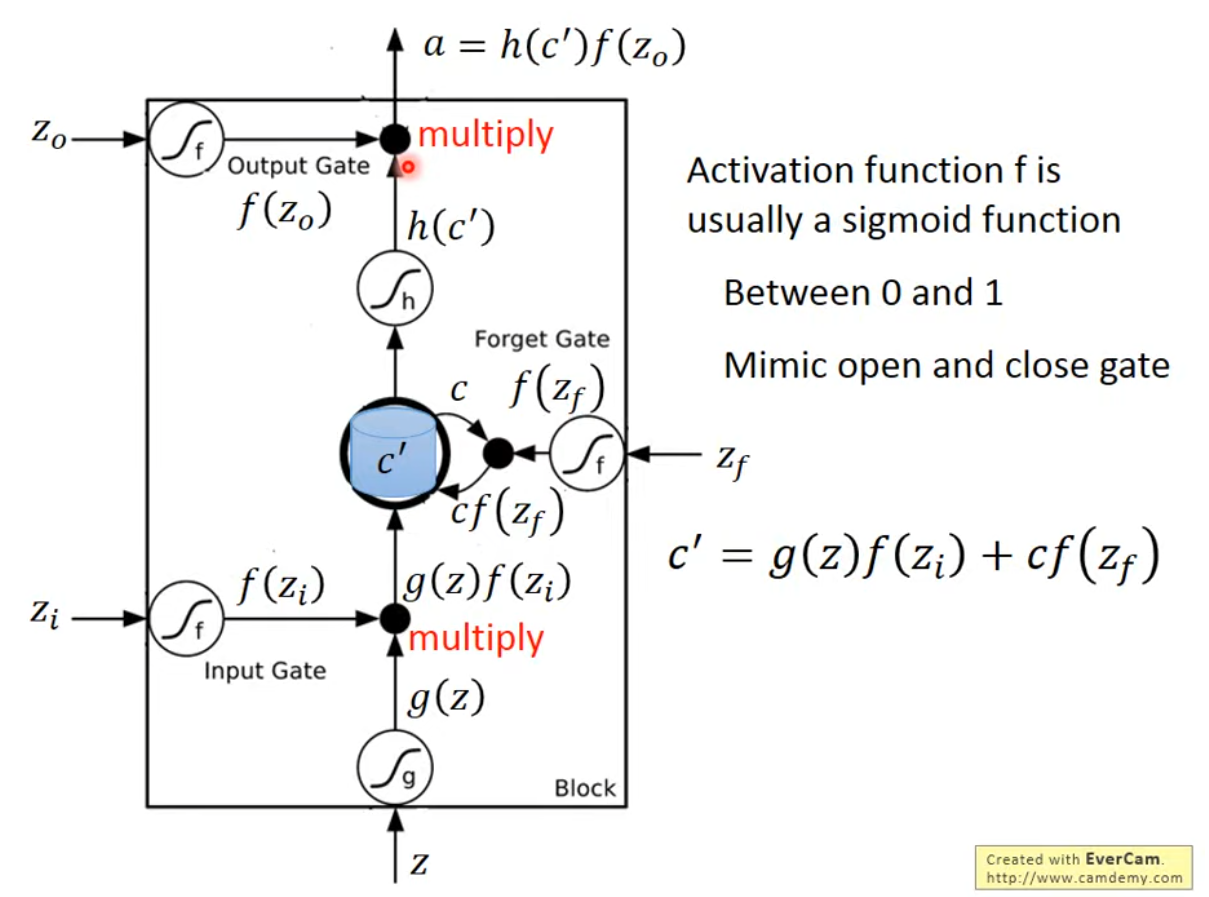 a = h(c′)f(z_o)
z_o
f
multiply
Output Gate
f(z_o)
h(c′)
h
Activation function f is
usually a sigmoid function
Between 0 and 1
Mimic open and close gate
Forget Gate
c
f(z_f)
c′
f
z_f
cf(z_f)
c′ = g(z)f(z_i) + cf(z_f)
f(z_i)
g(z)f(z_i)
z_i
f
multiply
Input Gate
g(z)
g
Block
z
Created with EverCam.
http://www.camdemy.com